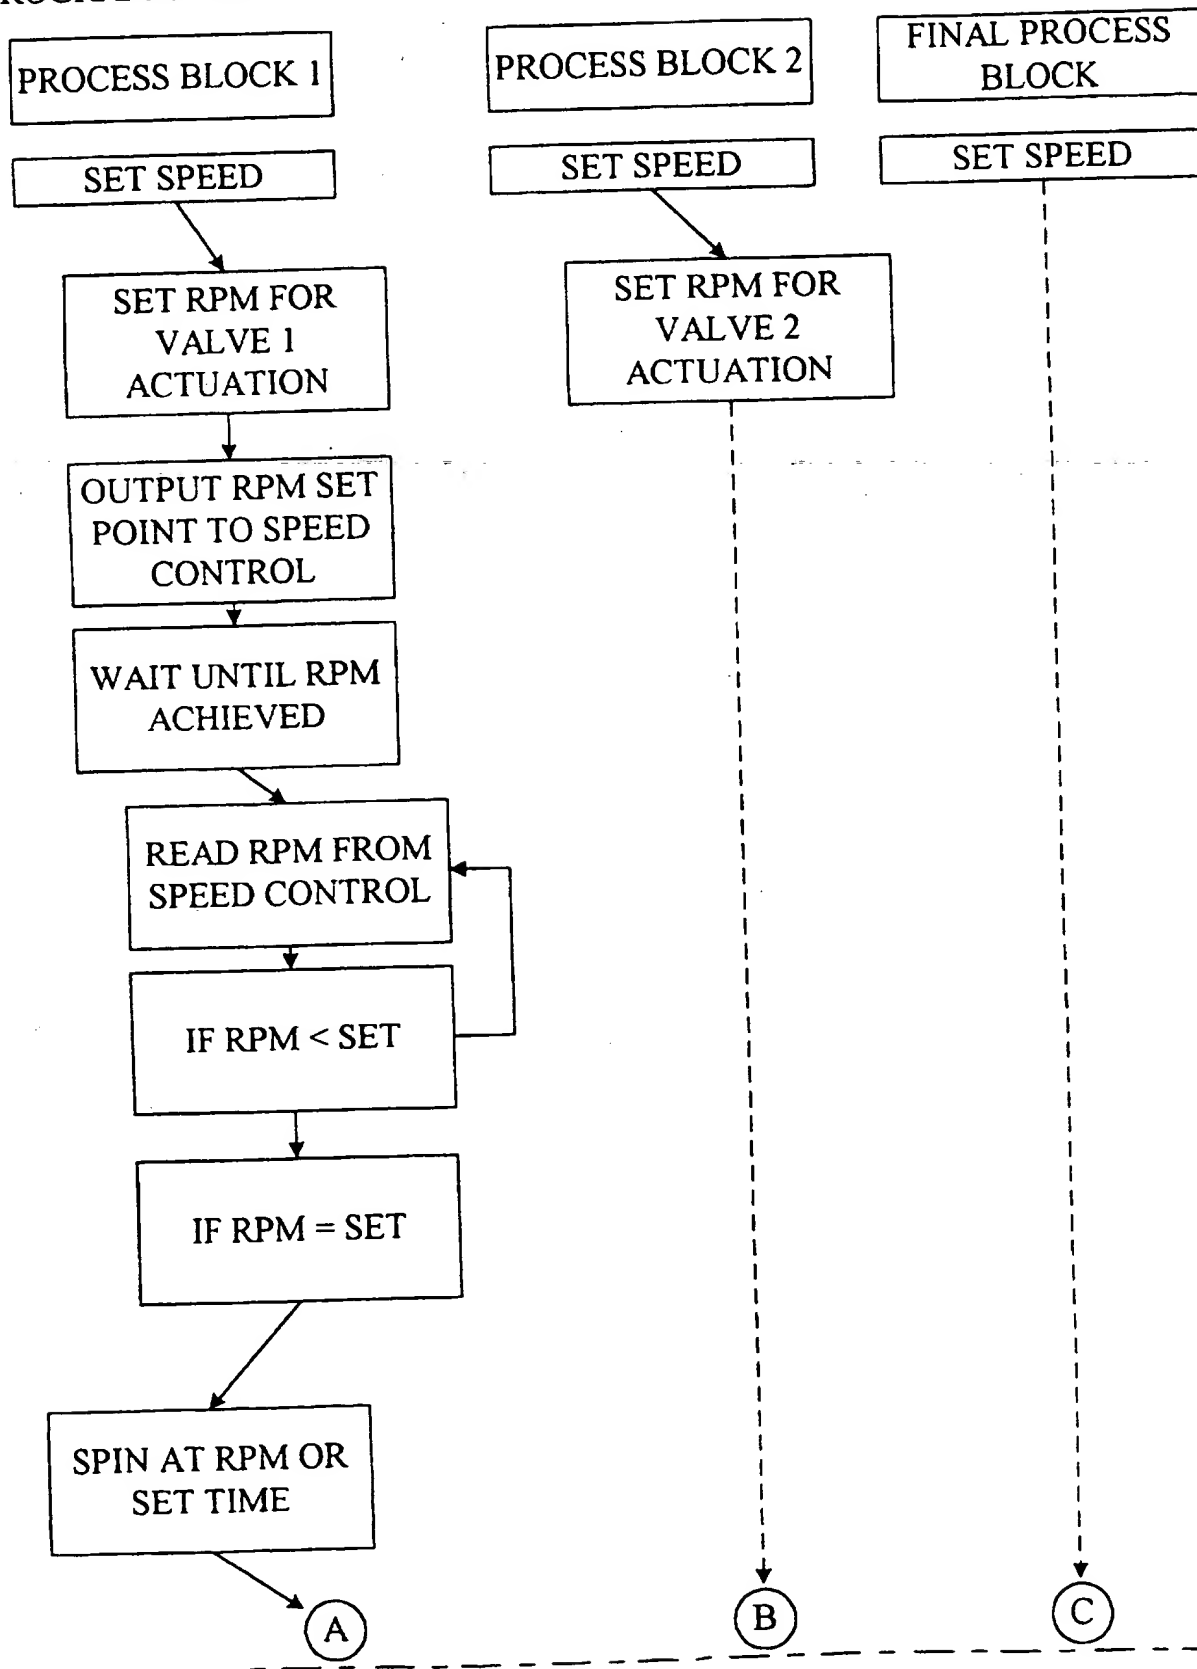 PROCESS BLOCK 1
SET SPEED
SET RPM FOR
VALVE 1
ACTUATION
OUTPUT RPM SET
POINT TO SPEED
CONTROL
WAIT UNTIL RPM
ACHIEVED
READ RPM FROM
SPEED CONTROL
IF RPM < SET
IF RPM = SET
SPIN AT RPM OR
SET TIME
A
PROCESS BLOCK 2
SET SPEED
SET RPM FOR
VALVE 2
ACTUATION
B
FINAL PROCESS
BLOCK
SET SPEED
C